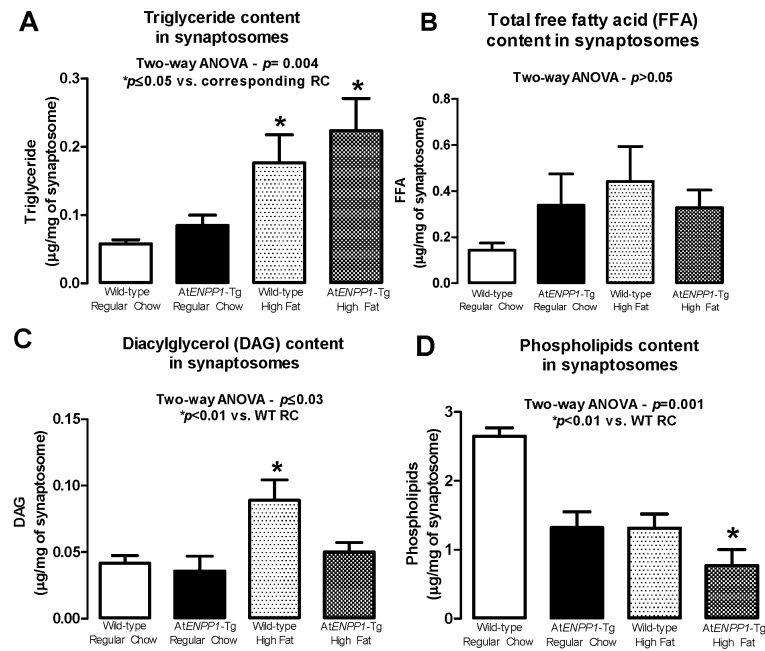 A
Triglyceride content
in synaptosomes
Two-way ANOVA - p= 0.004
*p≤0.05 vs. corresponding RC
Triglyceride
(µg/mg of synaptosome)
0.3
0.2
0.1
0.0
*
*
Wild-type
Regular Chow
AtENPP1-Tg
Regular Chow
Wild-type
High Fat
AtENPP1-Tg
High Fat
B
Total free fatty acid (FFA)
content in synaptosomes
Two-way ANOVA - p>0.05
FFA
(µg/mg of synaptosome)
0.8
0.6
0.4
0.2
0.0
Wild-type
Regular Chow
AtENPP1-Tg
Regular Chow
Wild-type
High Fat
AtENPP1-Tg
High Fat
C
Diacylglycerol (DAG) content
in synaptosomes
Two-way ANOVA - p≤0.03
*p<0.01 vs. WT RC
DAG
(µg/mg of synaptosome)
0.15
0.10
0.05
0.00
*
Wild-type
Regular Chow
AtENPP1-Tg
Regular Chow
Wild-type
High Fat
AtENPP1-Tg
High Fat
D
Phospholipids content
in synaptosomes
Two-way ANOVA - p=0.001
*p<0.01 vs. WT RC
Phospholipids
(µg/mg of synaptosome)
3
2
1
0
*
Wild-type
Regular Chow
AtENPP1-Tg
Regular Chow
Wild-type
High Fat
AtENPP1-Tg
High Fat